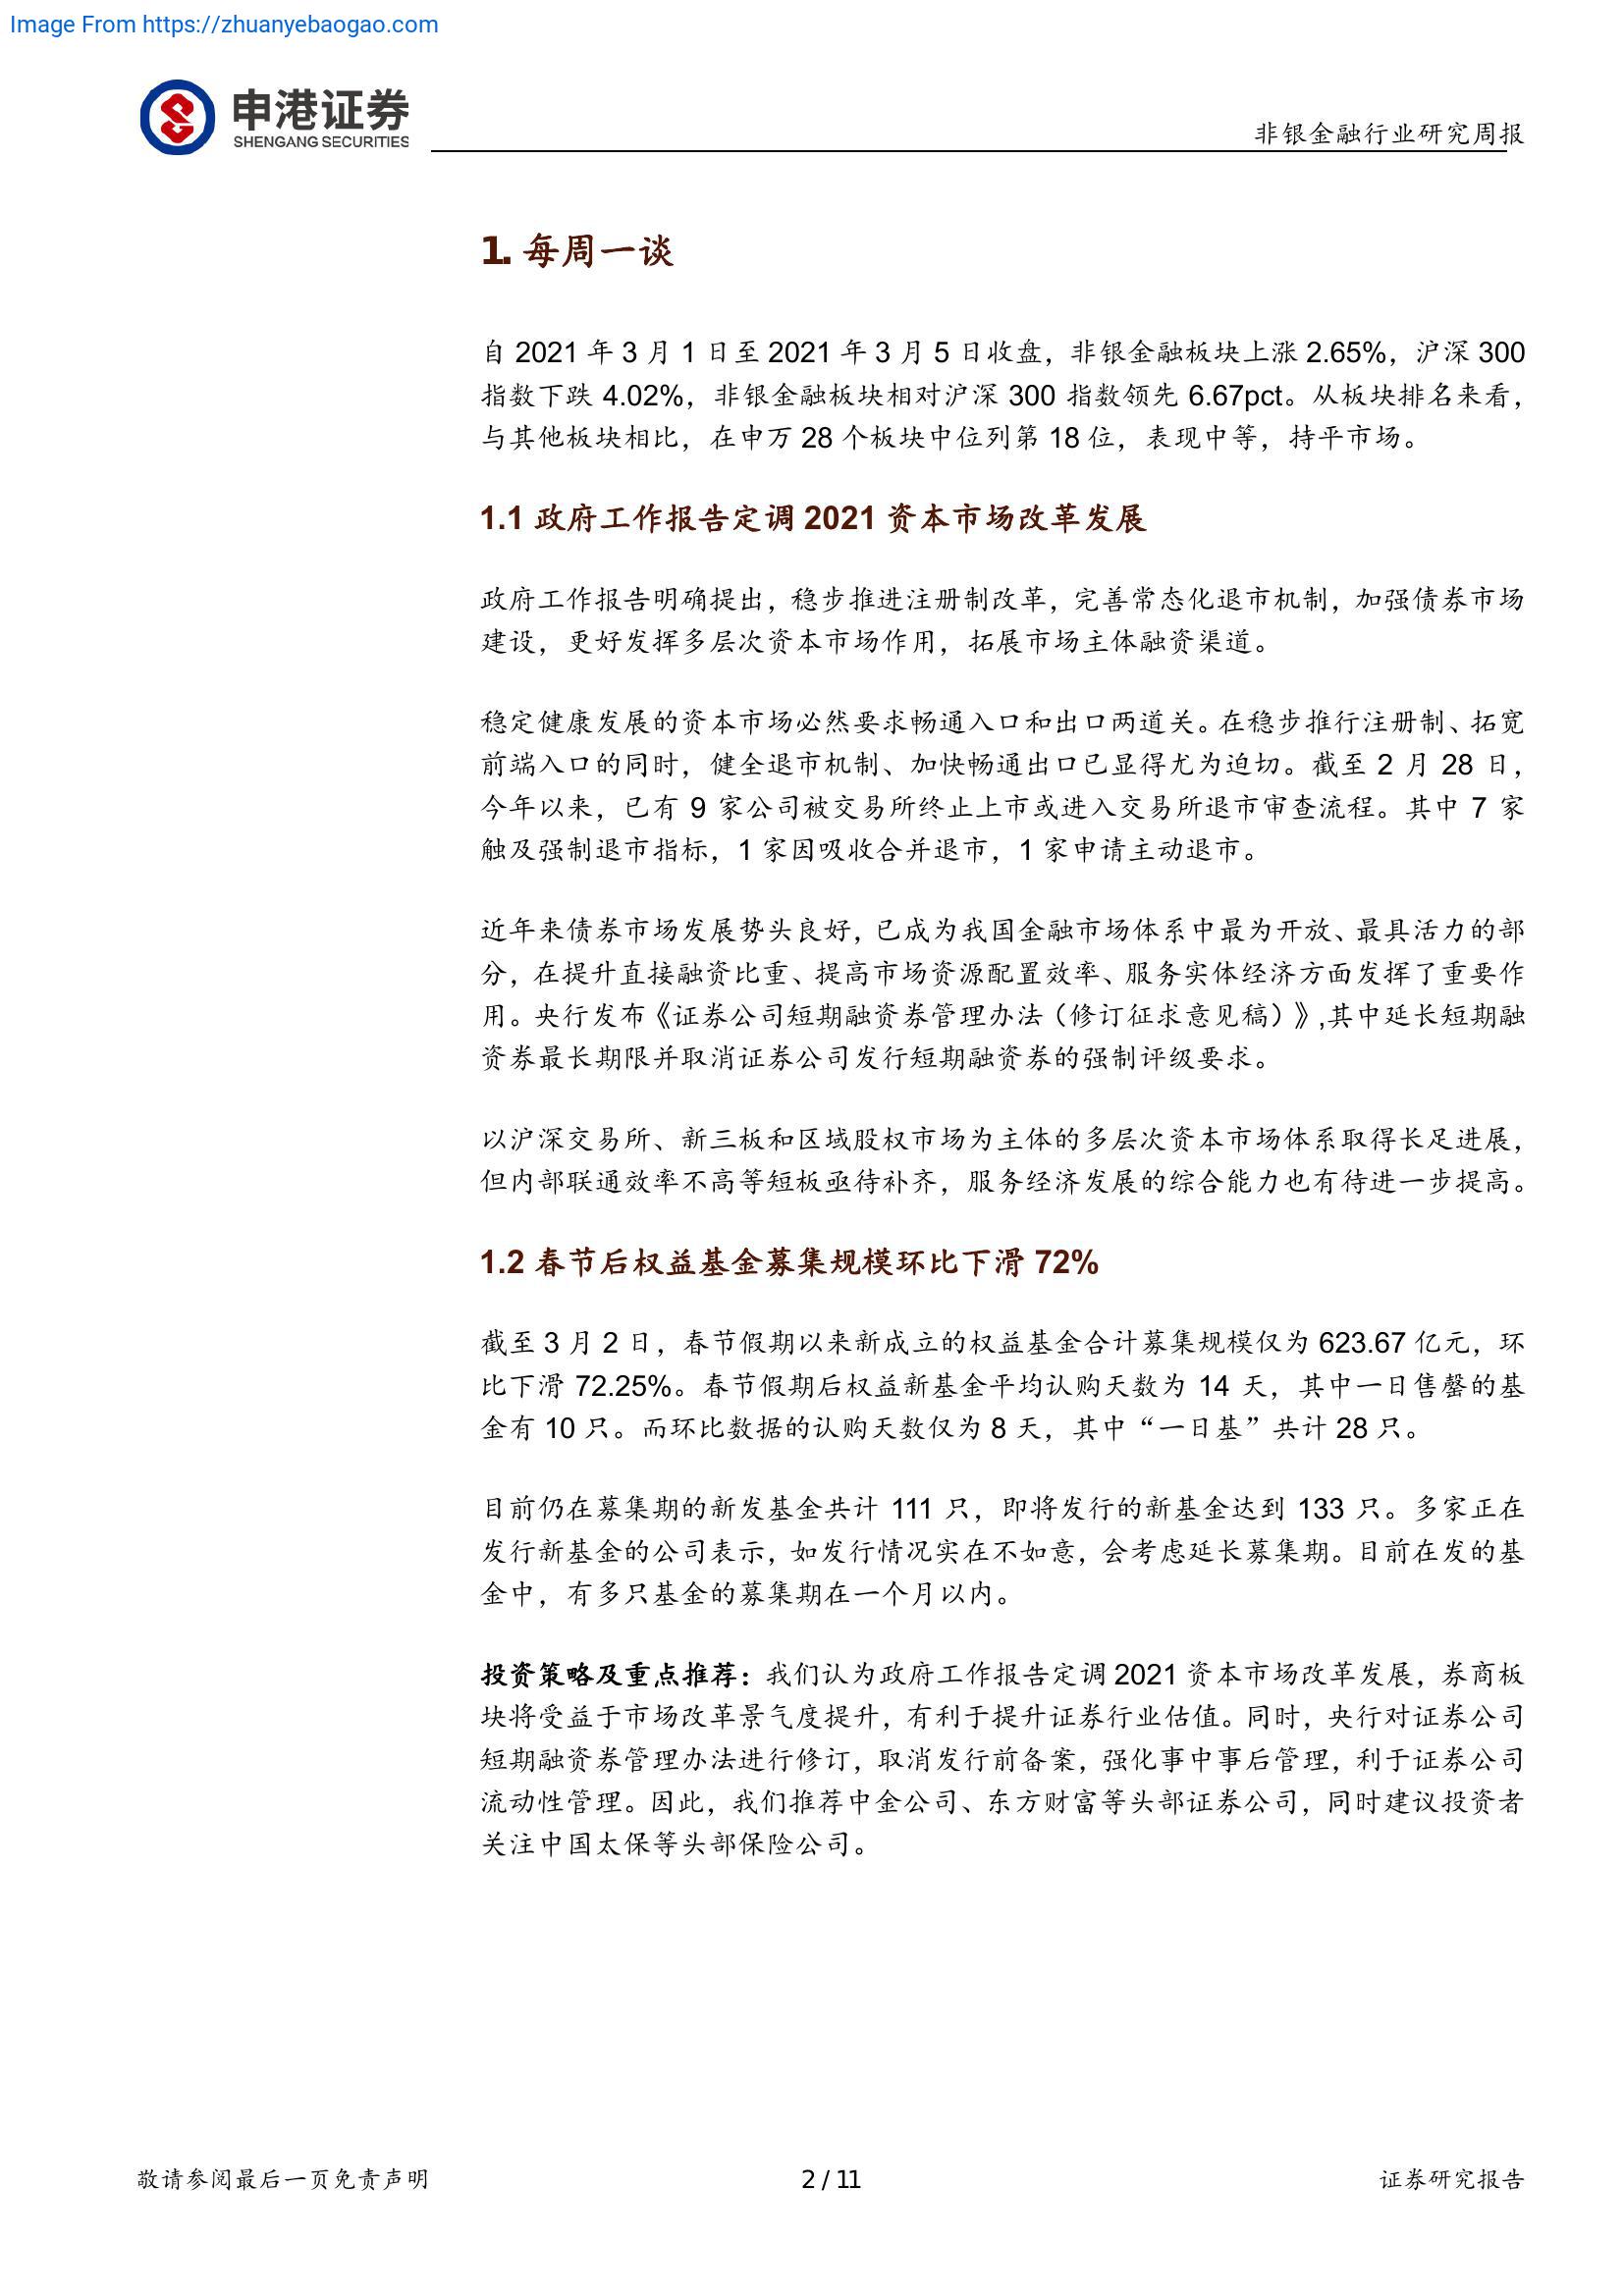 Image From https://zhuanyebaogao.com
申港证券
SHENGANG SECURITIES
非银金融行业研究周报
1. 每周一谈
自 2021 年 3 月 1 日至 2021 年 3 月 5 日收盘，非银金融板块上涨 2.65%，沪深 300
指数下跌 4.02%，非银金融板块相对沪深 300 指数领先 6.67pct。从板块排名来看，
与其他板块相比，在申万 28 个板块中位列第 18 位，表现中等，持平市场。
1.1 政府工作报告定调 2021 资本市场改革发展
政府工作报告明确提出，稳步推进注册制改革，完善常态化退市机制，加强债券市场
建设，更好发挥多层次资本市场作用，拓展市场主体融资渠道。
稳定健康发展的资本市场必然要求畅通入口和出口两道关。在稳步推行注册制、拓宽
前端入口的同时，健全退市机制、加快畅通出口已显得尤为迫切。截至 2 月 28 日，
今年以来，已有 9 家公司被交易所终止上市或进入交易所退市审查流程。其中 7 家
触及强制退市指标，1 家因吸收合并退市，1 家申请主动退市。
近年来债券市场发展势头良好，已成为我国金融市场体系中最为开放、最具活力的部
分，在提升直接融资比重、提高市场资源配置效率、服务实体经济方面发挥了重要作
用。央行发布《证券公司短期融资券管理办法（修订征求意见稿）》,其中延长短期融
资券最长期限并取消证券公司发行短期融资券的强制评级要求。
以沪深交易所、新三板和区域股权市场为主体的多层次资本市场体系取得长足进展，
但内部联通效率不高等短板亟待补齐，服务经济发展的综合能力也有待进一步提高。
1.2 春节后权益基金募集规模环比下滑 72%
截至 3 月 2 日，春节假期以来新成立的权益基金合计募集规模仅为 623.67 亿元，环
比下滑 72.25%。春节假期后权益新基金平均认购天数为 14 天，其中一日售罄的基
金有 10 只。而环比数据的认购天数仅为 8 天，其中“一日基”共计 28 只。
目前仍在募集期的新发基金共计 111 只，即将发行的新基金达到 133 只。多家正在
发行新基金的公司表示，如发行情况实在不如意，会考虑延长募集期。目前在发的基
金中，有多只基金的募集期在一个月以内。
投资策略及重点推荐：我们认为政府工作报告定调 2021 资本市场改革发展，券商板
块将受益于市场改革景气度提升，有利于提升证券行业估值。同时，央行对证券公司
短期融资券管理办法进行修订，取消发行前备案，强化事中事后管理，利于证券公司
流动性管理。因此，我们推荐中金公司、东方财富等头部证券公司，同时建议投资者
关注中国太保等头部保险公司。
敬请参阅最后一页免责声明
2 / 11
证券研究报告